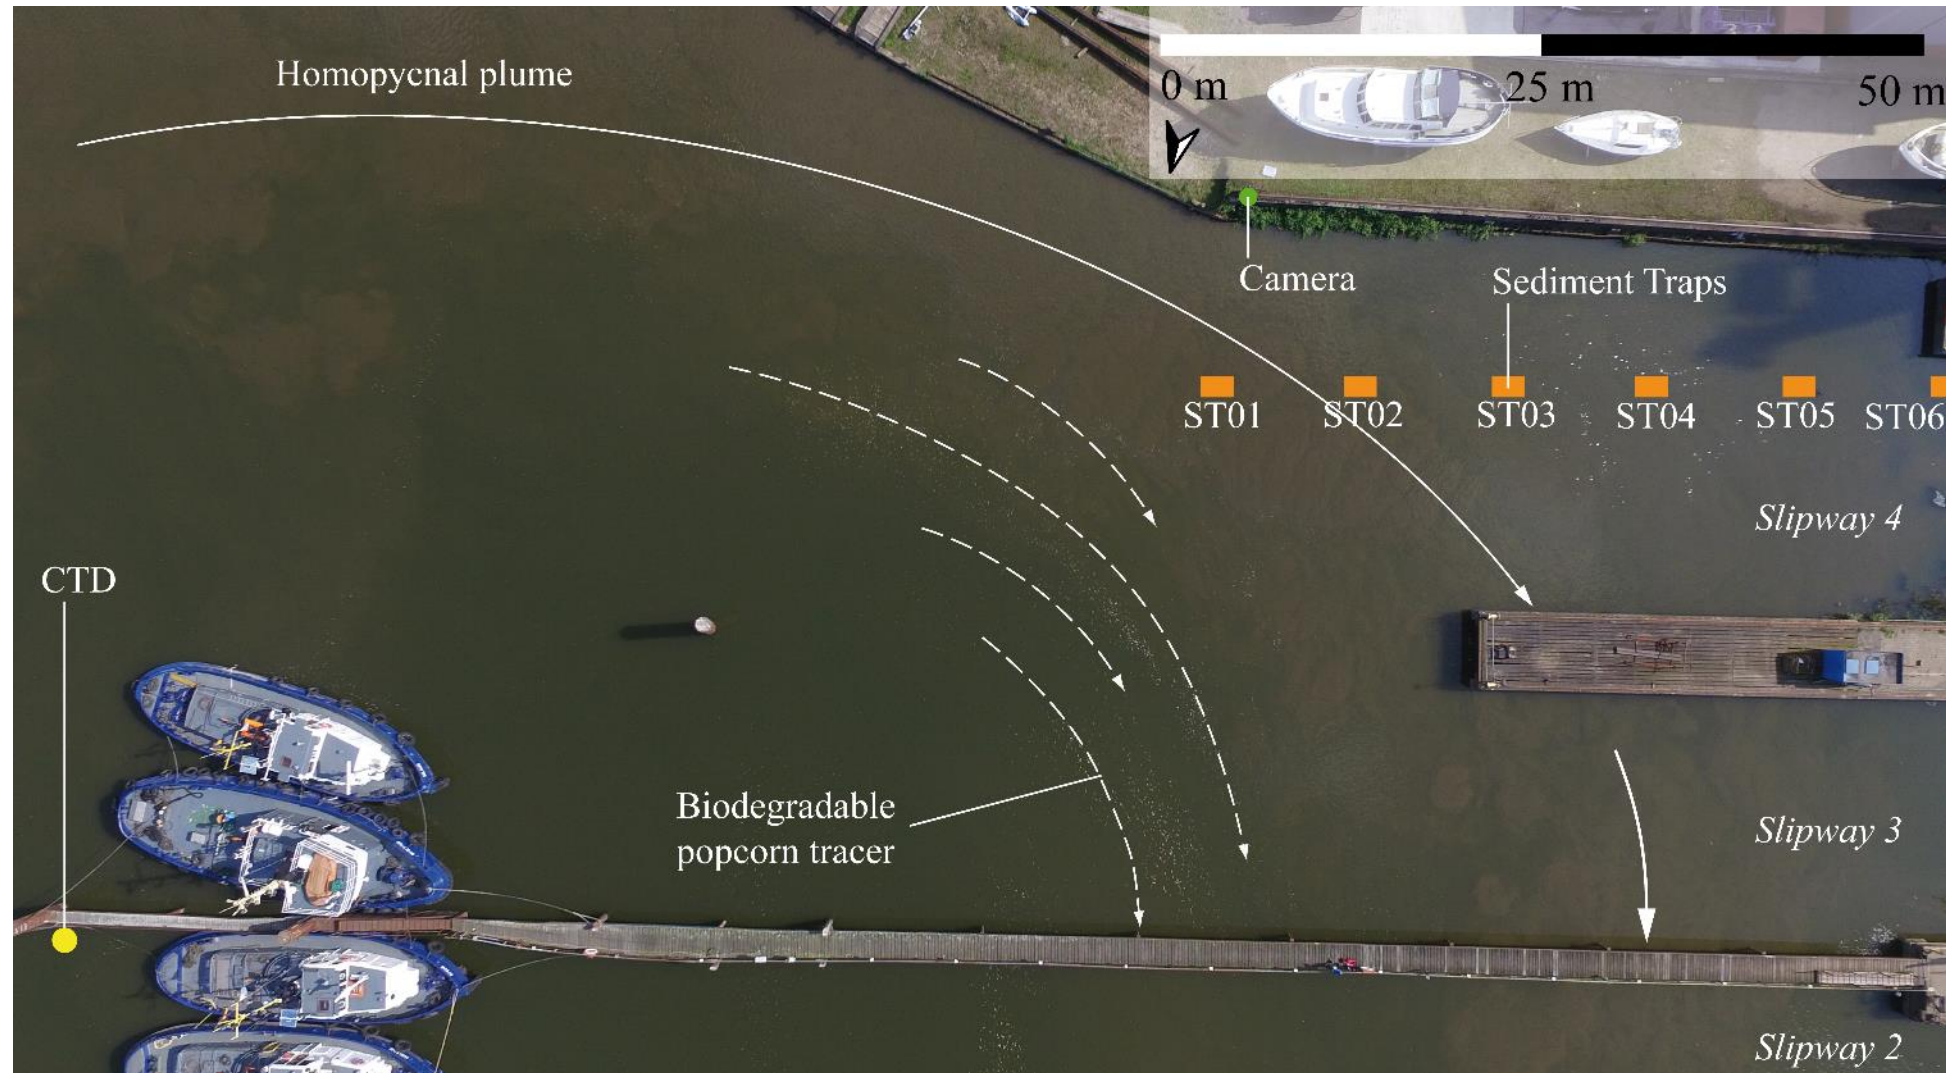 Homopycnal plume
0 m
25 m
50 m
Camera
Sediment Traps
ST01
ST02
ST03
ST04
ST05
ST06
Slipway 4
CTD
Biodegradable
popcorn tracer
Slipway 3
Slipway 2